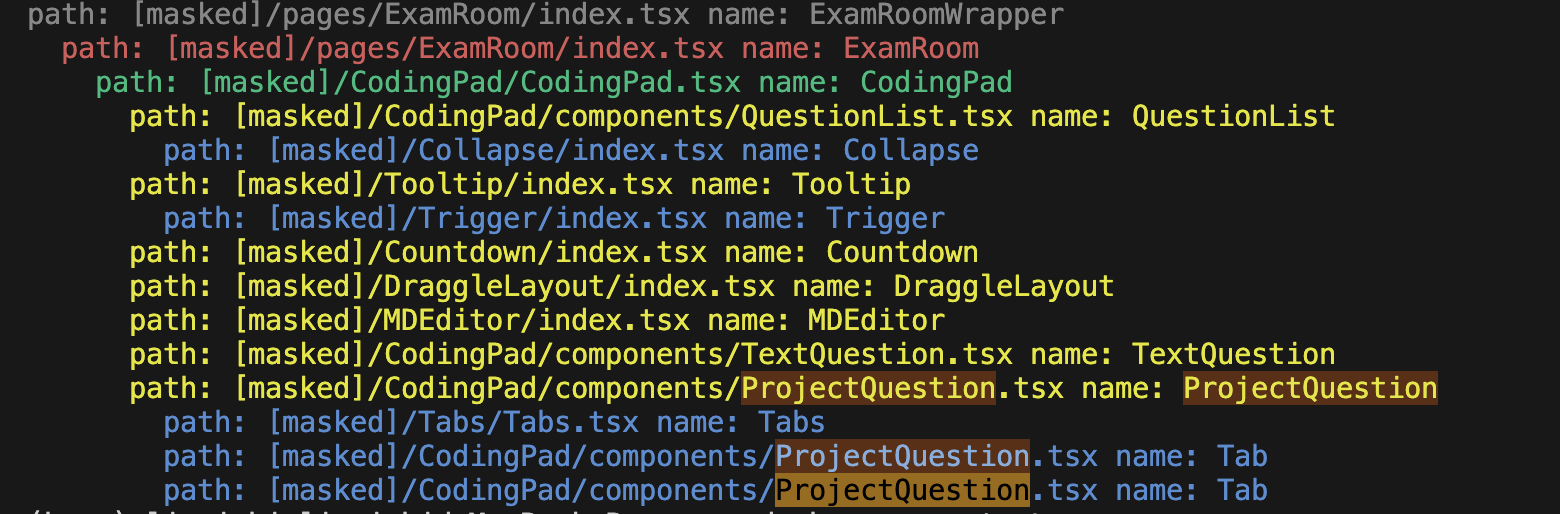 path: [masked]/pages/ExamRoom/index.tsx name: ExamRoomWrapper
path: [masked]/pages/ExamRoom/index.tsx name: ExamRoom
path: [masked]/CodingPad/CodingPad.tsx name: CodingPad
path: [masked]/CodingPad/components/QuestionList.tsx name: QuestionList
path: [masked]/Collapse/index.tsx name: Collapse
path: [masked]/Tooltip/index.tsx name: Tooltip
path: [masked]/Trigger/index.tsx name: Trigger
path: [masked]/Countdown/index.tsx name: Countdown
path: [masked]/DraggleLayout/index.tsx name: DraggleLayout
path: [masked]/MDEditor/index.tsx name: MDEditor
path: [masked]/CodingPad/components/TextQuestion.tsx name: TextQuestion
path: [masked]/CodingPad/components/ProjectQuestion.tsx name: ProjectQuestion
path: [masked]/Tabs/Tabs.tsx name: Tabs
path: [masked]/CodingPad/components/ProjectQuestion.tsx name: Tab
path: [masked]/CodingPad/components/ProjectQuestion.tsx name: Tab